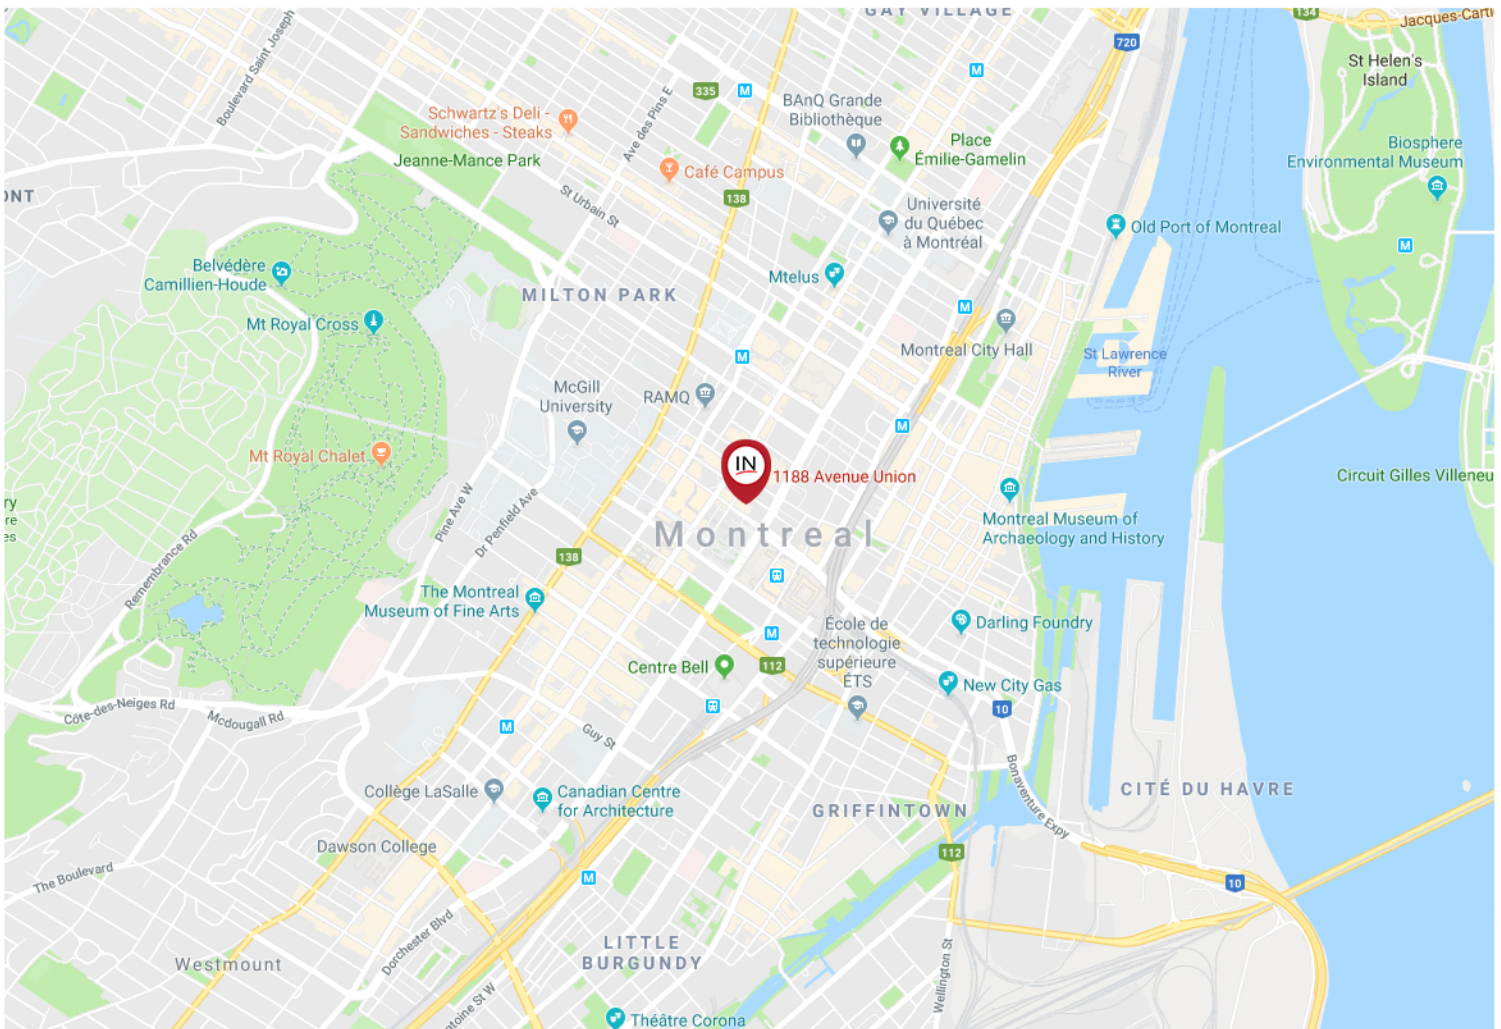 GAY VILLAGE
134
Jacques-Carti
720
Boulevard Saint Joseph
St Helen's
Island
M
335
M
BAnQ Grande
Bibliothèque
Schwartz's Deli -
Sandwiches - Steaks
Ave des Pins E
Place
Émilie-Gamelin
Biosphere
Environmental Museum
Jeanne-Mance Park
Café Campus
ONT
138
St Urbain St
Université
du Québec
à Montréal
Old Port of Montreal
M
Belvédère
Camillien-Houde
Mtelus
MILTON PARK
M
Mt Royal Cross
Montreal City Hall
M
St Lawrence
River
McGill
University
RAMQ
M
Mt Royal Chalet
IN
1188 Avenue Union
Circuit Gilles Villeneu
ry
re
es
Pine Ave W
Dr Penfield Ave
Montreal
Montreal Museum of
Archaeology and History
Remembrance Rd
138
The Montreal
Museum of Fine Arts
École de
technologie
supérieure
ÉTS
Darling Foundry
M
Centre Bell
112
New City Gas
10
Côte-des-Neiges Rd
Mcdougall Rd
M
Guy St
Bonaventure Expy
Collège LaSalle
Canadian Centre
for Architecture
CITÉ DU HAVRE
GRIFFINTOWN
Dawson College
112
The Boulevard
M
10
Dorchester Blvd
LITTLE
BURGUNDY
Westmount
Wellington St
toine St W
Théâtre Corona